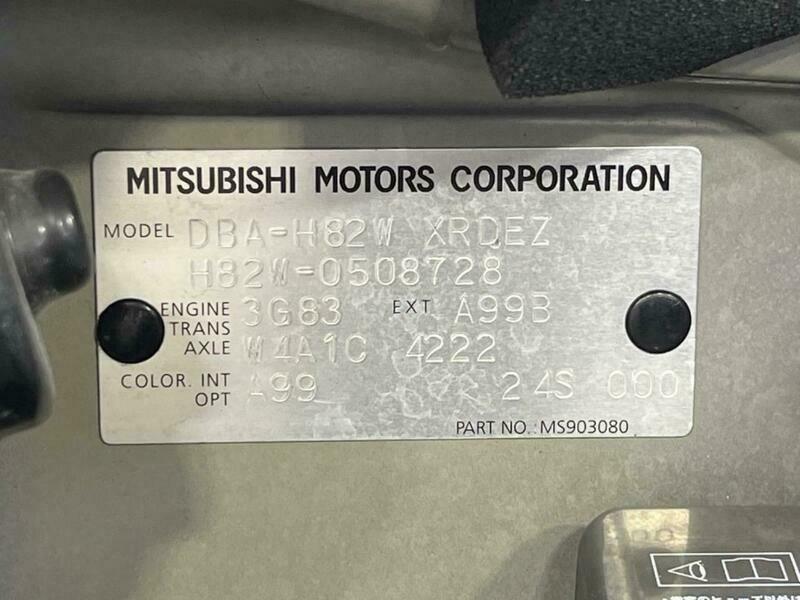 MITSUBISHI MOTORS CORPORATION
MODEL DBA-H82W XRDEZ
H82W-0508728
ENGINE 3G83 EXT A99B
TRANS
AXLE W4A1C 4222
COLOR. INT A99 24S 000
OPT
PART NO.: MS903080